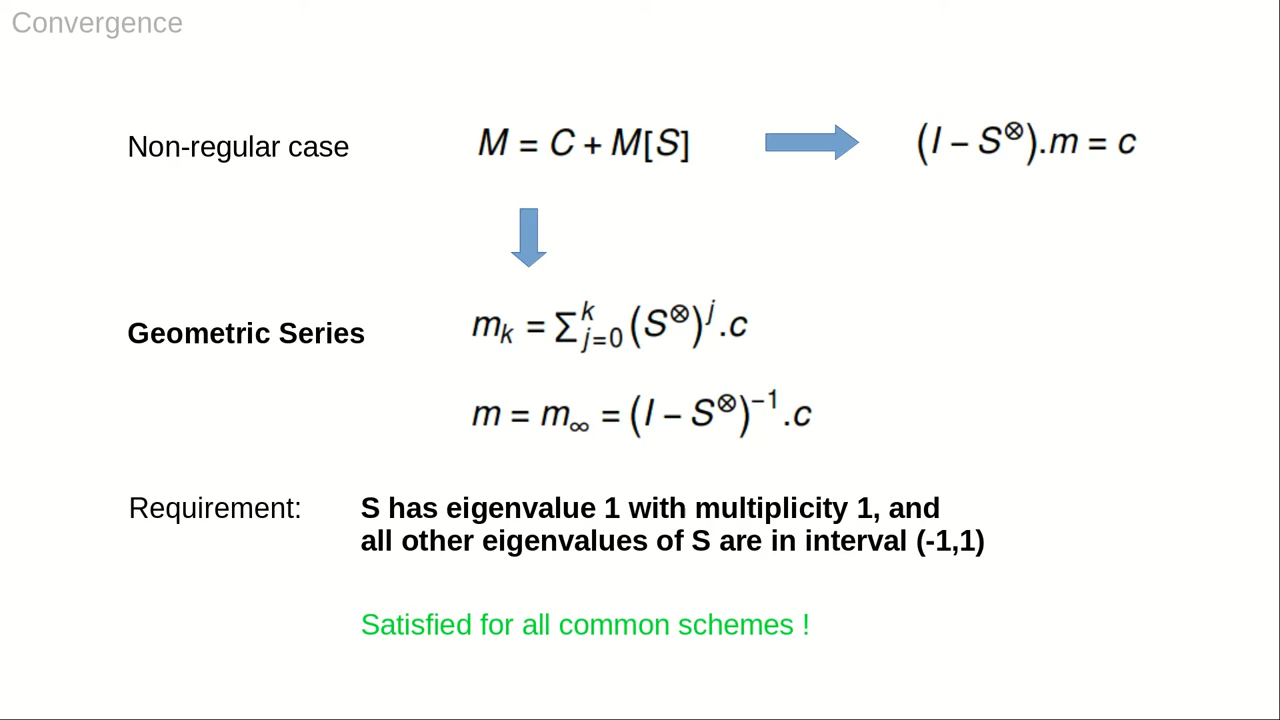 Convergence
Non-regular case M = C + M[S] (I − S^⊗).m = c
Geometric Series m_k = Σ_{j=0}^{k} (S^⊗)^j .c
m = m_∞ = (I − S^⊗)^{−1} .c
Requirement: S has eigenvalue 1 with multiplicity 1, and
all other eigenvalues of S are in interval (-1,1)
Satisfied for all common schemes !